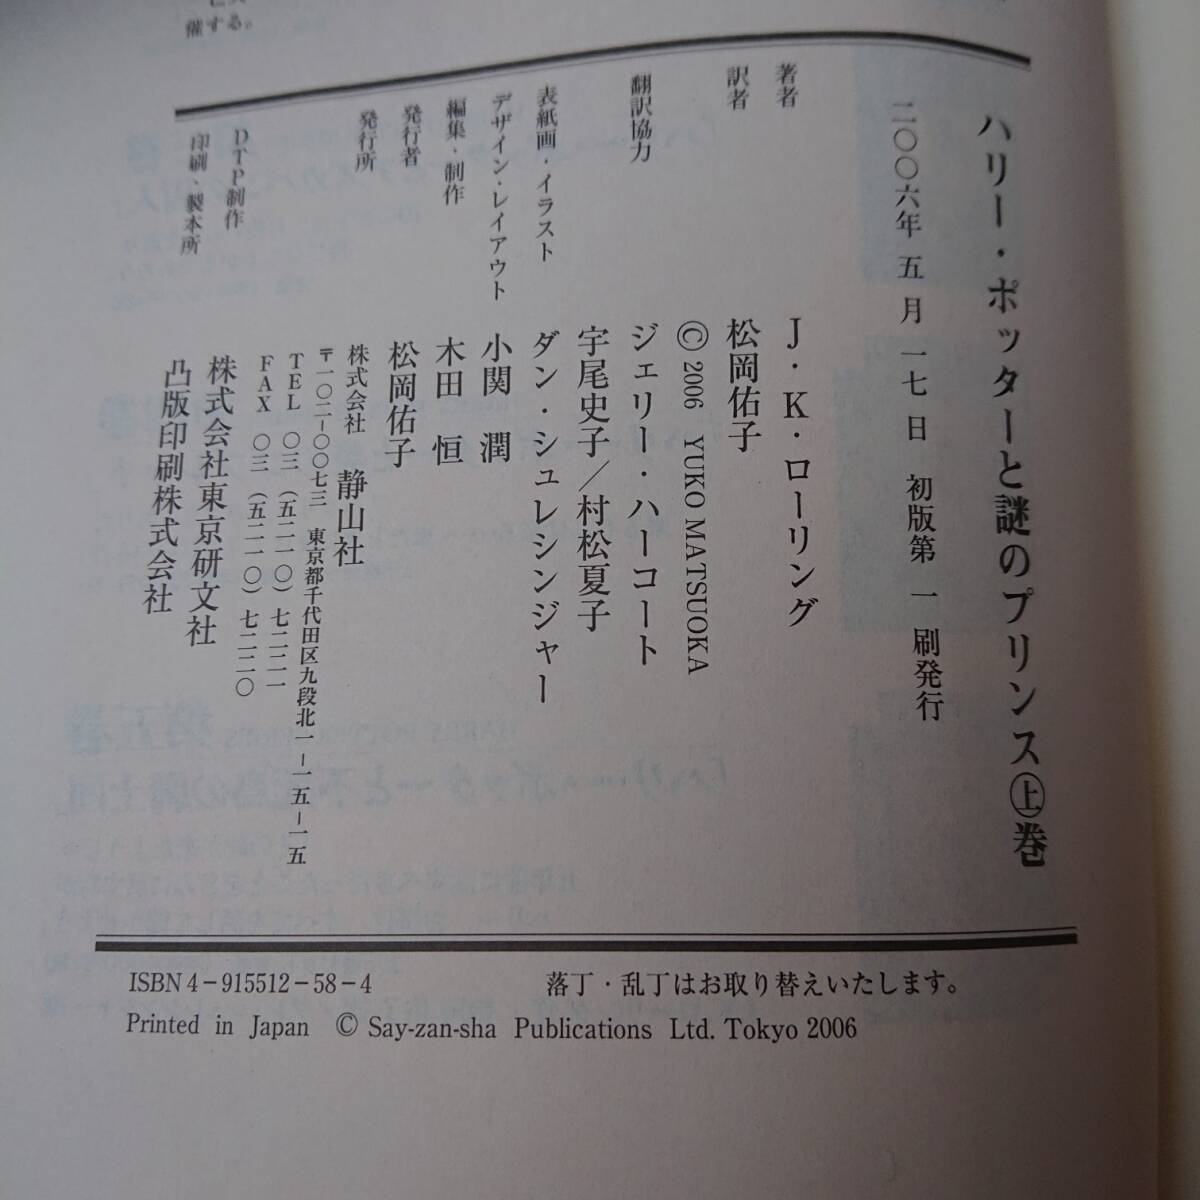 催する。
ハリー・ポッターと謎のプリンス㊤巻
二〇〇六年 五 月 一七日 初版第 一 刷発行
著者 J・K・ローリング
訳者 松岡佑子
© 2006 YUKO MATSUOKA
翻訳協力 ジェリー・ハーコート
宇尾史子/村松夏子
表紙画・イラスト ダン・シュレシンジャー
デザイン・レイアウト 小関 潤
編集・制作 木田 恒
発行者 松岡佑子
発行所 株式会社 静山社
〒一〇二-〇〇七三 東京都千代田区九段北一-一五-一五
TEL 〇三(五二一〇)七二二一
FAX 〇三(五二一〇)七二二〇
DTP制作 株式会社東京研文社
印刷・製本所 凸版印刷株式会社
ISBN 4-915512-58-4 落丁・乱丁はお取り替えいたします。
Printed in Japan © Say-zan-sha Publications Ltd. Tokyo 2006